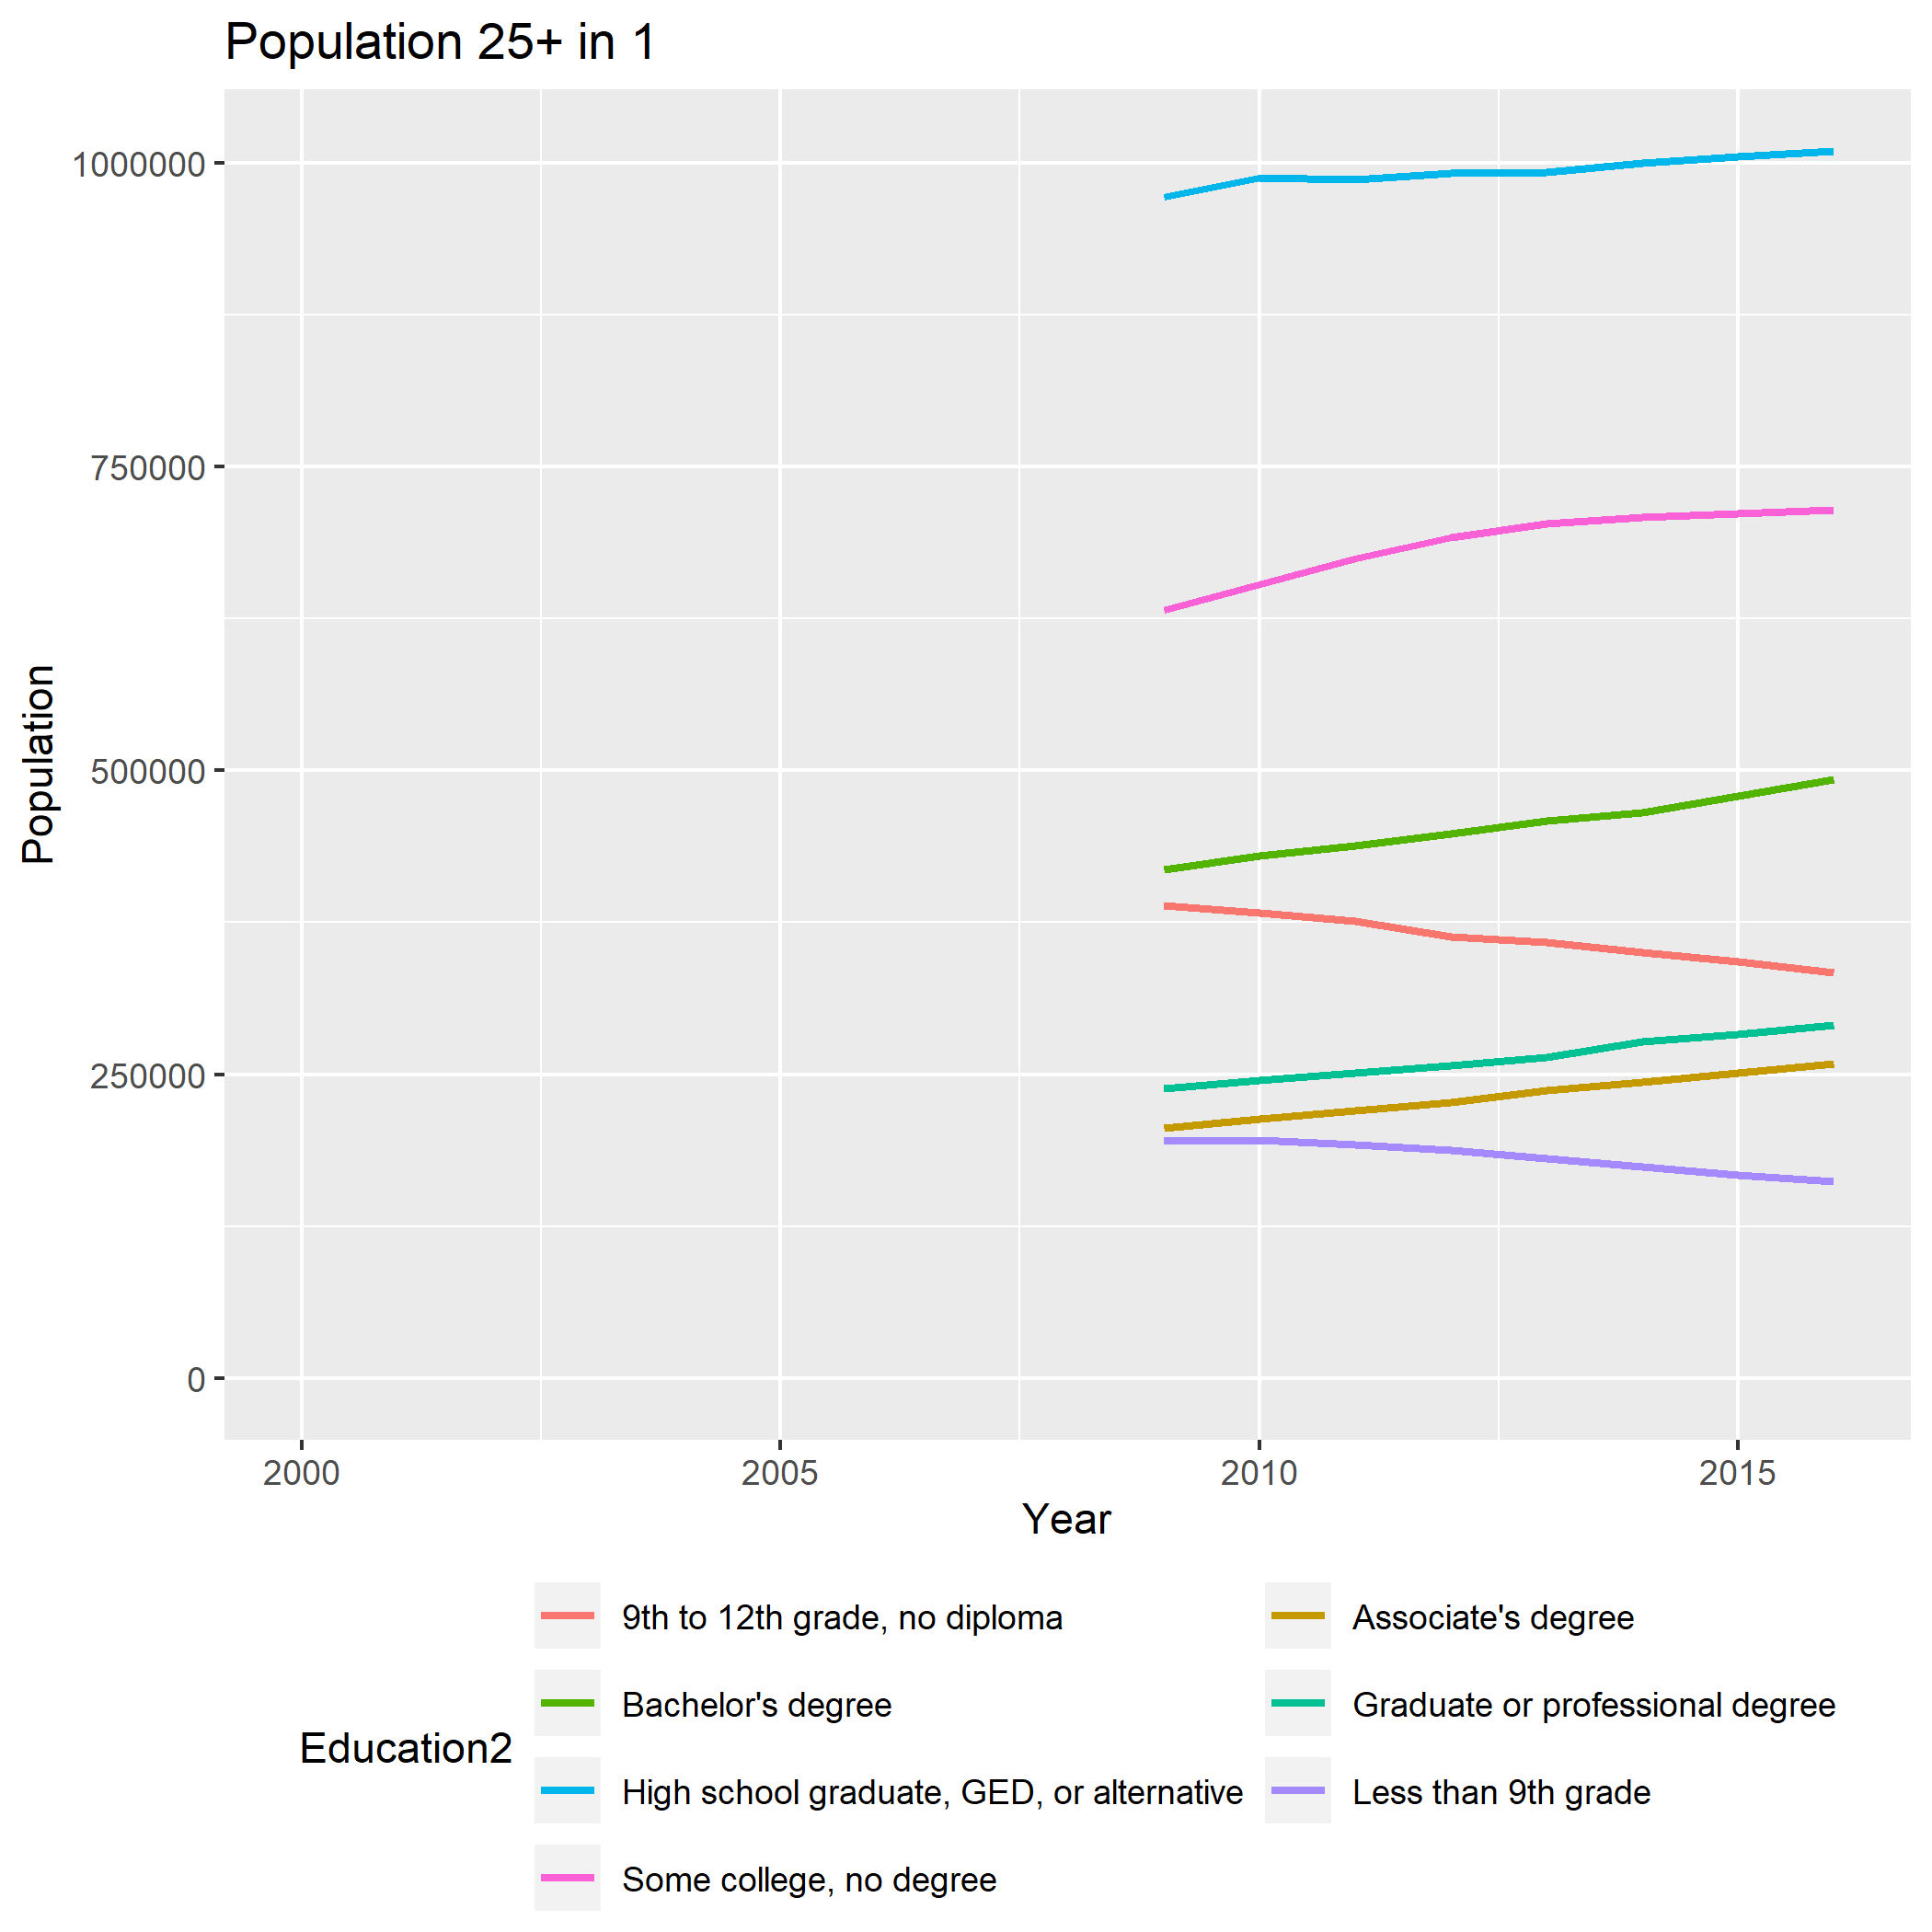 Population 25+ in 1
1000000
750000
500000
250000
0
Population
2000 2005 2010 2015
Year
Education2
9th to 12th grade, no diploma
Bachelor's degree
High school graduate, GED, or alternative
Some college, no degree
Associate's degree
Graduate or professional degree
Less than 9th grade